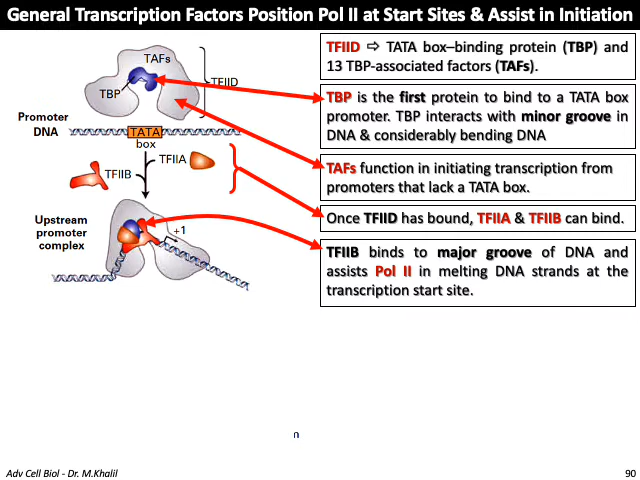 General Transcription Factors Position Pol II at Start Sites & Assist in Initiation
TAFs
TFIID
TBP
Promoter
DNA
TATA
box
TFIIA
TFIIB
Upstream
promoter
complex
+1
TFIID ⇨ TATA box–binding protein (TBP) and
13 TBP-associated factors (TAFs).
TBP is the first protein to bind to a TATA box
promoter. TBP interacts with minor groove in
DNA & considerably bending DNA
TAFs function in initiating transcription from
promoters that lack a TATA box.
Once TFIID has bound, TFIIA & TFIIB can bind.
TFIIB binds to major groove of DNA and
assists Pol II in melting DNA strands at the
transcription start site.
n
Adv Cell Biol - Dr. M.Khalil
90